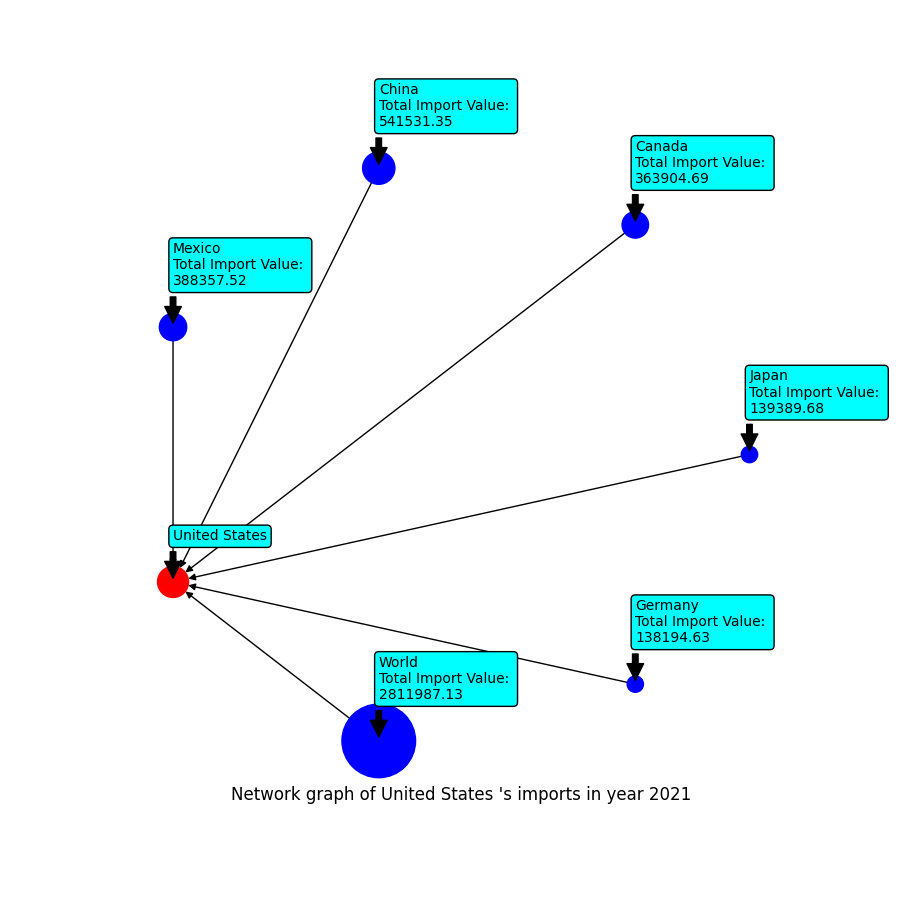 China
Total Import Value:
541531.35
Canada
Total Import Value:
363904.69
Mexico
Total Import Value:
388357.52
Japan
Total Import Value:
139389.68
United States
Germany
Total Import Value:
138194.63
World
Total Import Value:
2811987.13
Network graph of United States 's imports in year 2021